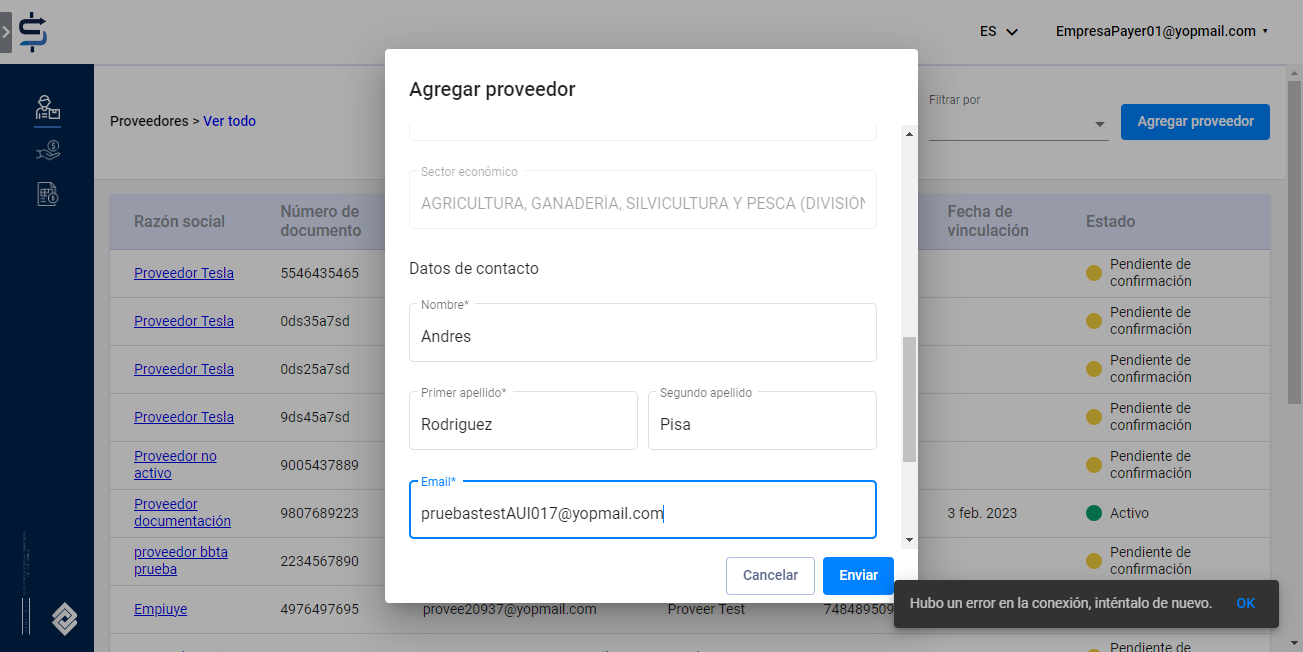 ES
EmpresaPayer01@yopmail.com
Proveedores > Ver todo
Filtrar por
Agregar proveedor
Razón social
Número de
documento
Fecha de
vinculación
Estado
Proveedor Tesla
5546435465
Pendiente de
confirmación
Proveedor Tesla
0ds35a7sd
Pendiente de
confirmación
Proveedor Tesla
0ds25a7sd
Pendiente de
confirmación
Proveedor Tesla
9ds45a7sd
Pendiente de
confirmación
Proveedor no
activo
9005437889
Pendiente de
confirmación
Proveedor
documentación
9807689223
3 feb. 2023
Activo
proveedor bbta
prueba
2234567890
Pendiente de
confirmación
Empiuye
4976497695
provee20937@yopmail.com
Proveer Test
748489509
Pendiente de
Agregar proveedor
Sector económico
AGRICULTURA, GANADERÍA, SILVICULTURA Y PESCA (DIVISIÓN
Datos de contacto
Nombre*
Andres
Primer apellido*
Rodriguez
Segundo apellido
Pisa
Email*
pruebastestAUI017@yopmail.com
Cancelar
Enviar
Hubo un error en la conexión, inténtalo de nuevo.
OK